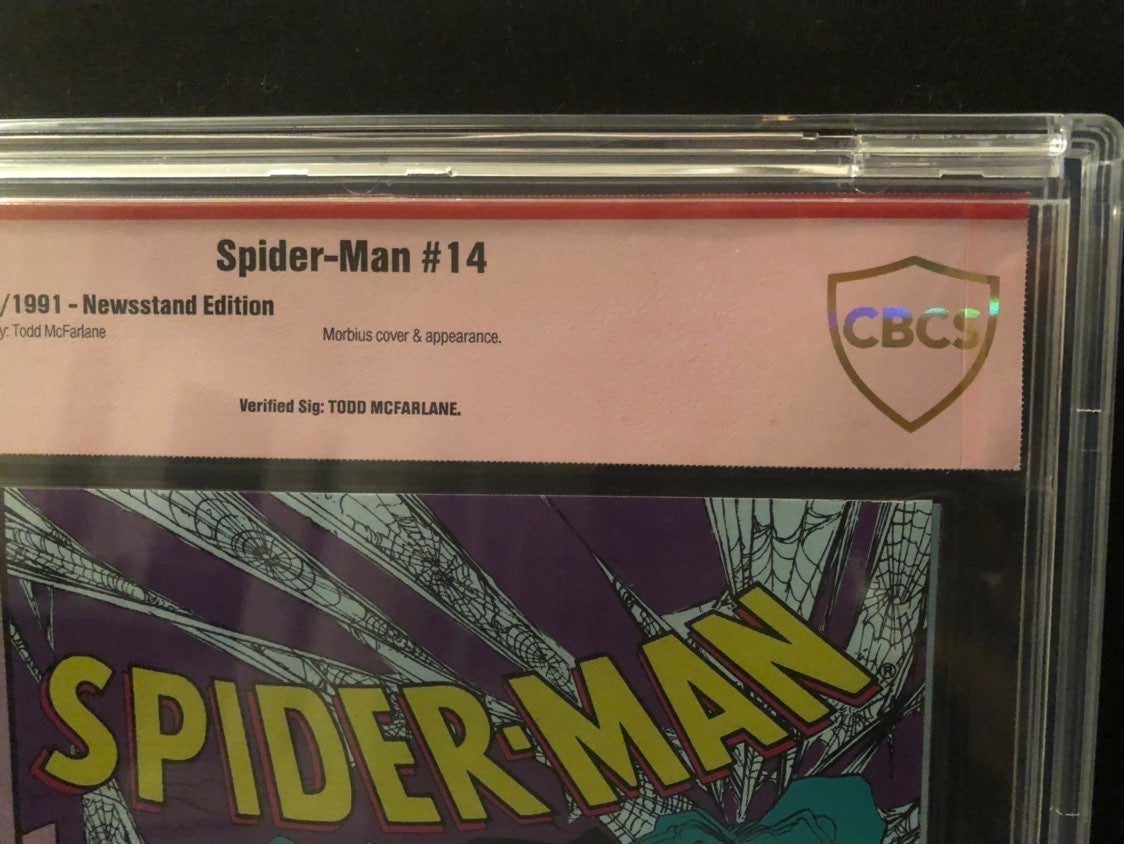 Spider-Man #14
/1991 - Newsstand Edition
y: Todd McFarlane
Morbius cover & appearance.
CBCS
Verified Sig: TODD MCFARLANE.
SPIDER-MAN®